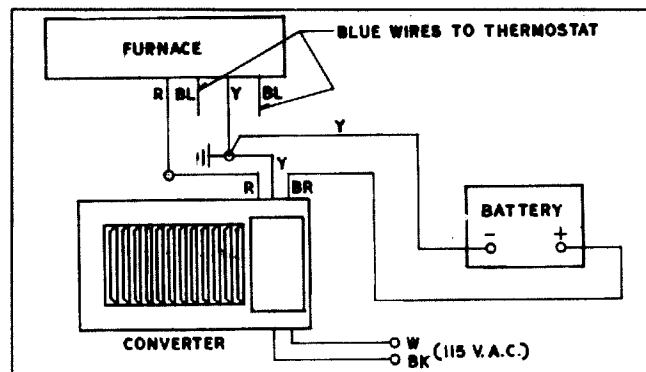 FURNACE
BLUE WIRES TO THERMOSTAT
R BL Y BL
Y
Y
R BR
BATTERY
- +
CONVERTER
W
BK (115 V.A.C.)